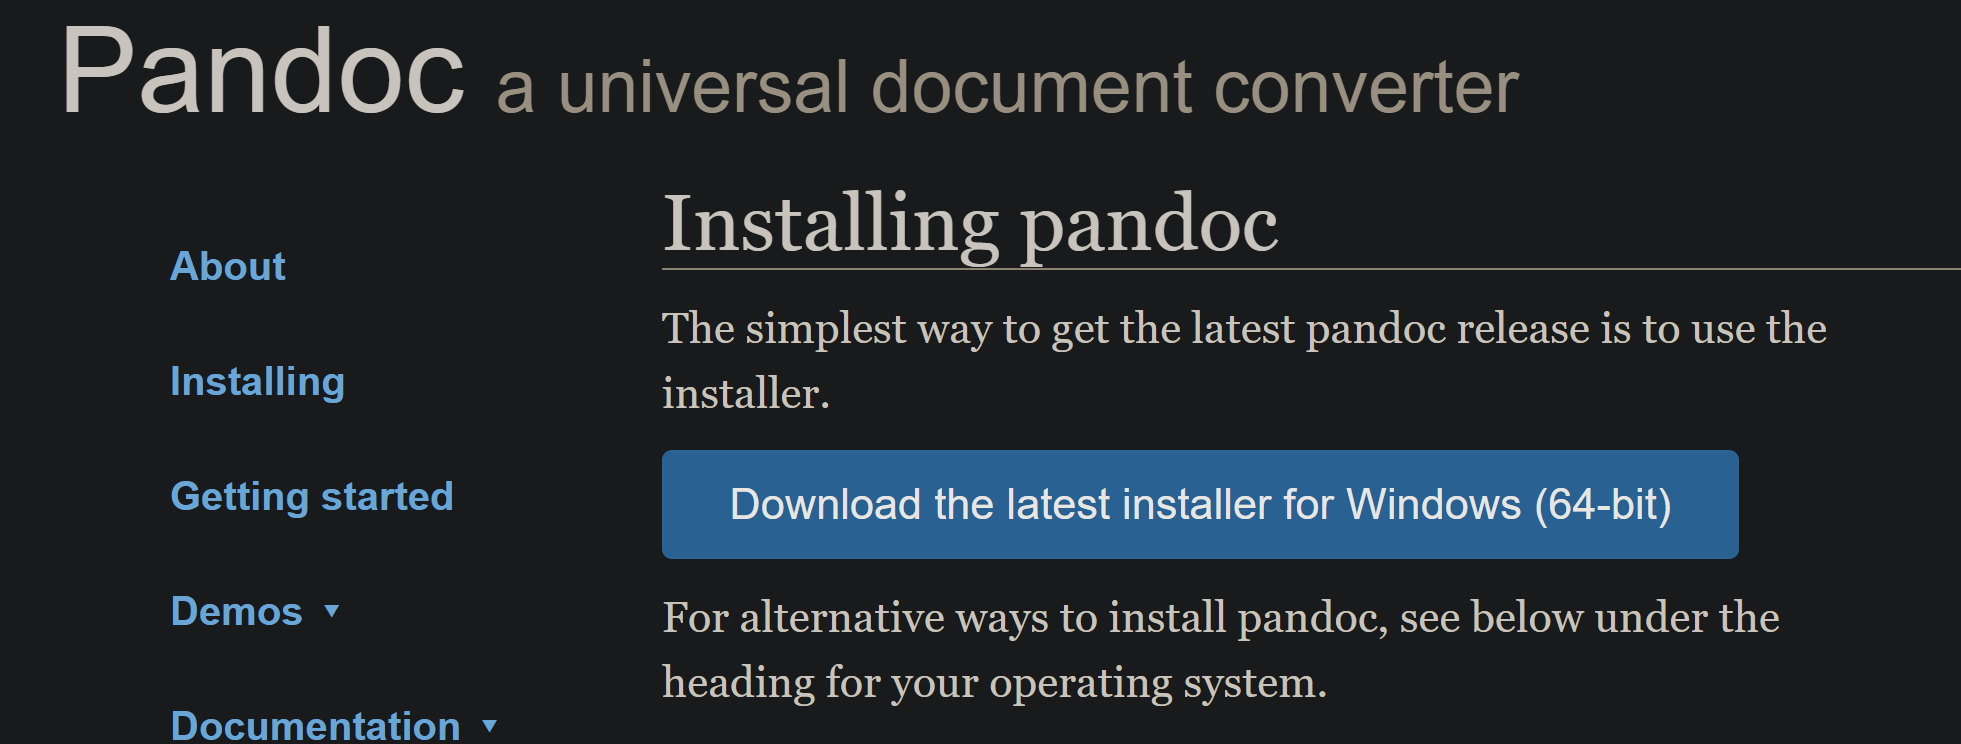 Pandoc a universal document converter
About
Installing
Getting started
Demos ▼
Documentation ▼
Installing pandoc
The simplest way to get the latest pandoc release is to use the
installer.
Download the latest installer for Windows (64-bit)
For alternative ways to install pandoc, see below under the
heading for your operating system.